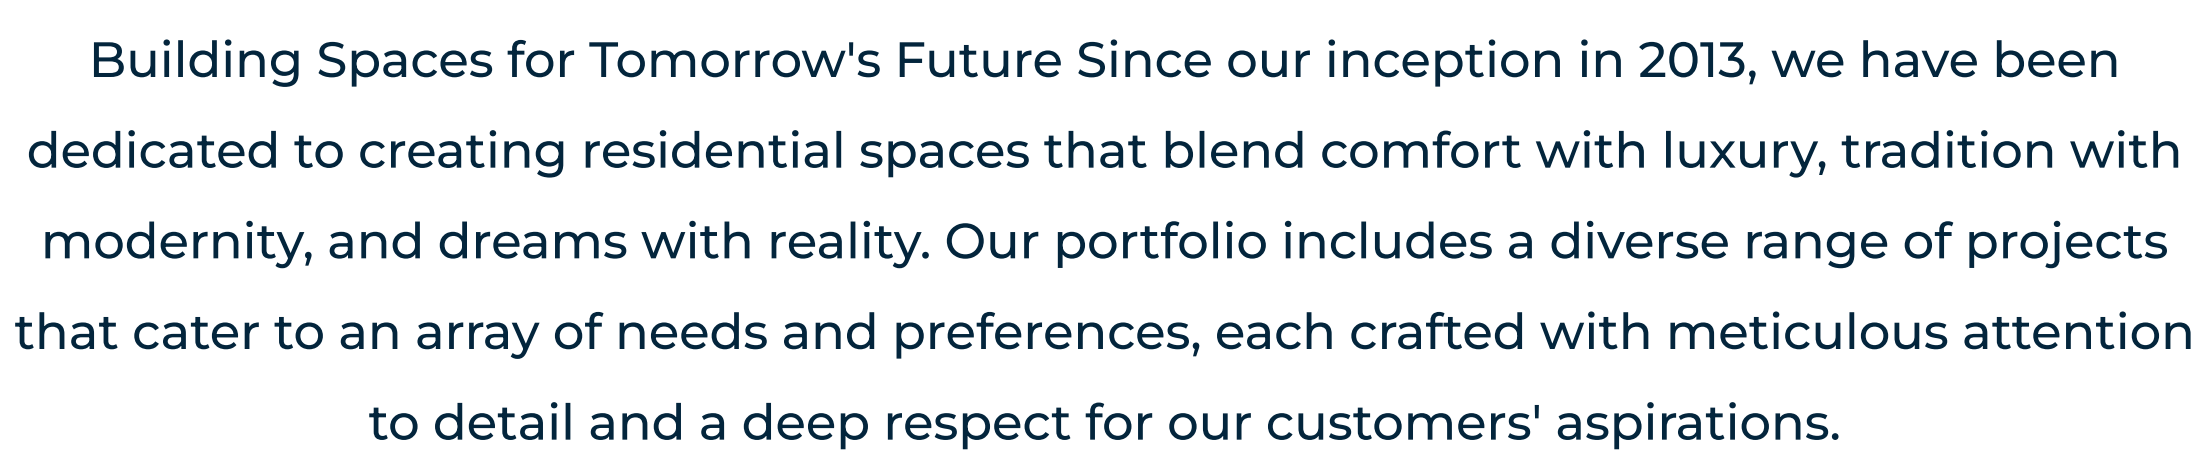 Building Spaces for Tomorrow's Future Since our inception in 2013, we have been
dedicated to creating residential spaces that blend comfort with luxury, tradition with
modernity, and dreams with reality. Our portfolio includes a diverse range of projects
that cater to an array of needs and preferences, each crafted with meticulous attention
to detail and a deep respect for our customers' aspirations.